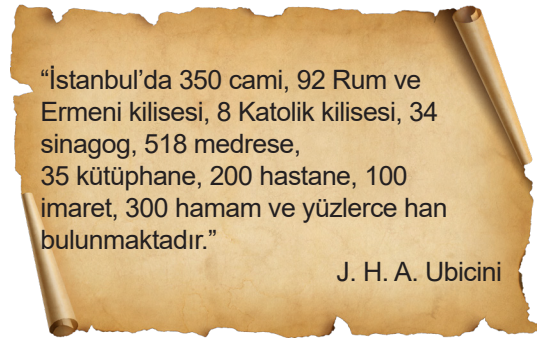 “İstanbul’da 350 cami, 92 Rum ve
Ermeni kilisesi, 8 Katolik kilisesi, 34
sinagog, 518 medrese,
35 kütüphane, 200 hastane, 100
imaret, 300 hamam ve yüzlerce han
bulunmaktadır.”
J. H. A. Ubicini